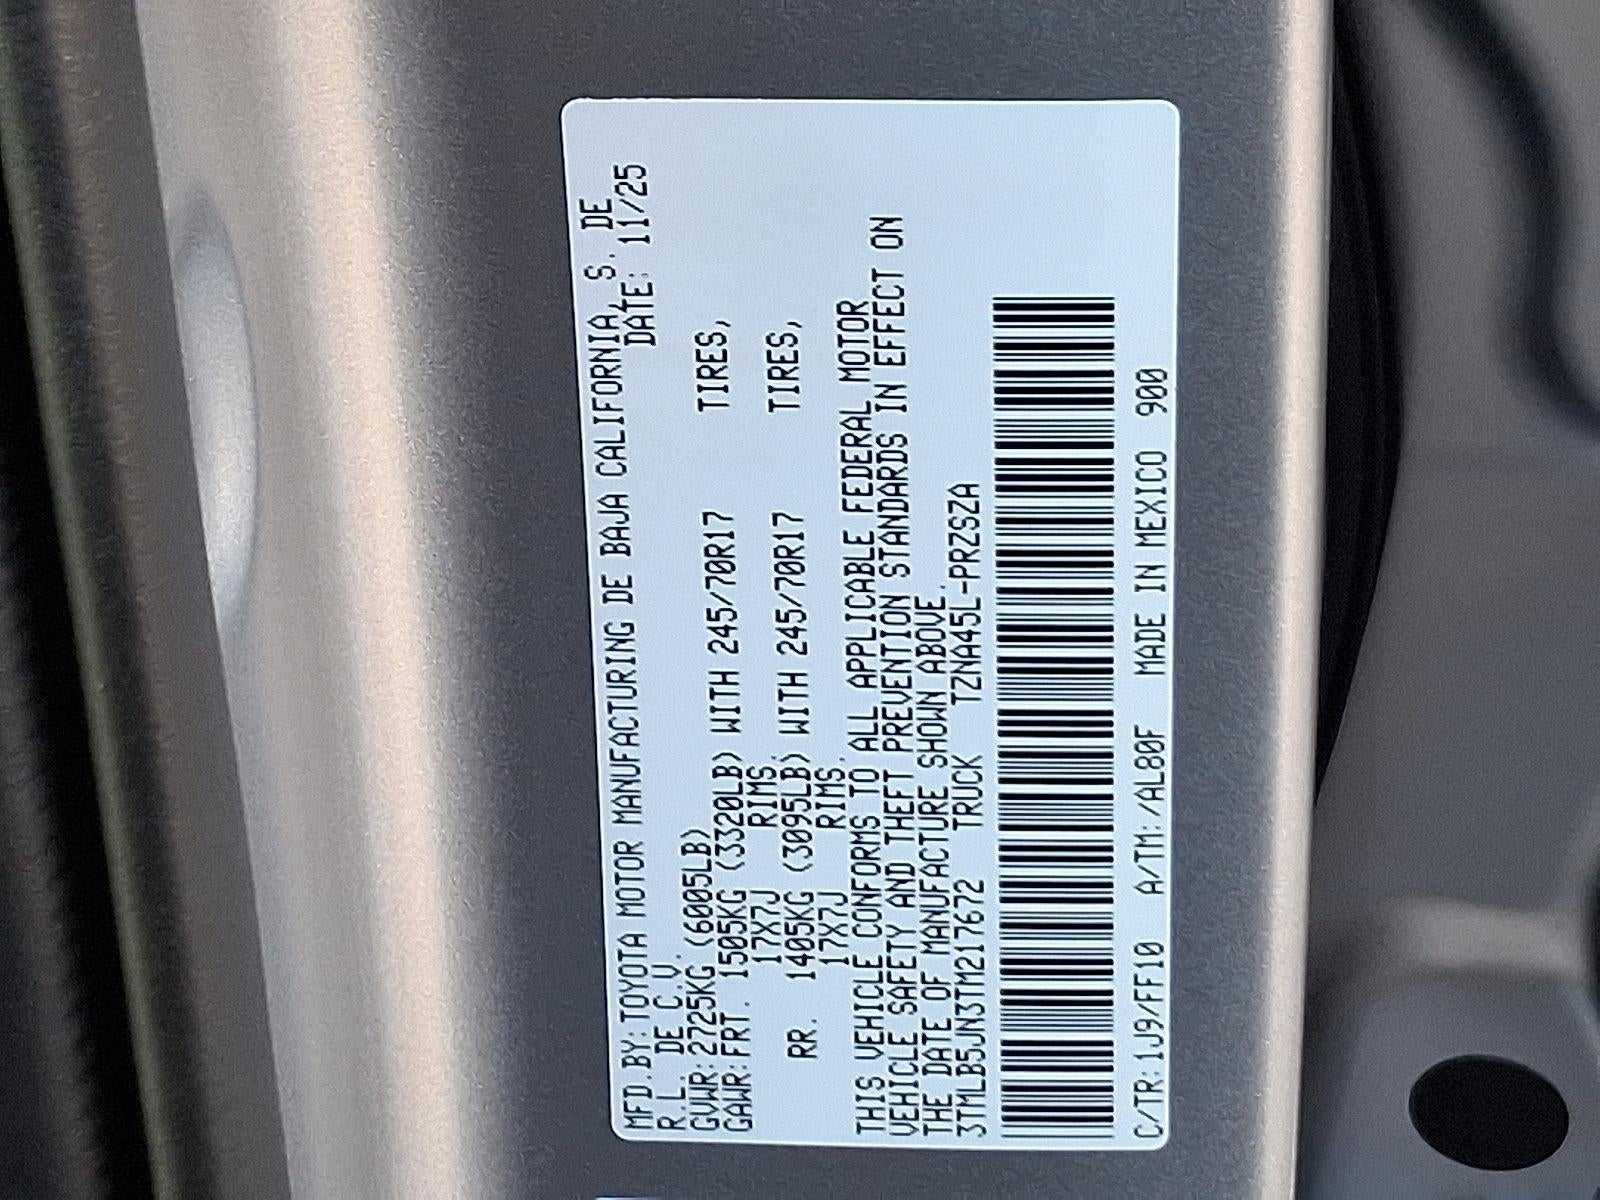 MFD.BY:TOYOTA MOTOR MANUFACTURING DE BAJA CALIFORNIA, S. DE
R.L. DE C.V. DATE: 11/25
GVWR:2725KG (6005LB)
GAWR:FRT. 1505KG (3320LB) WITH 245/70R17 TIRES,
17X7J RIMS.
RR. 1405KG (3095LB) WITH 245/70R17 TIRES,
17X7J RIMS.
THIS VEHICLE CONFORMS TO ALL APPLICABLE FEDERAL MOTOR
VEHICLE SAFETY AND THEFT PREVENTION STANDARDS IN EFFECT ON
THE DATE OF MANUFACTURE SHOWN ABOVE.
3TMLB5JN3TM217672 TRUCK TZNA45L-PRZSZA
C/TR:1J9/FF10 A/TM:/AL80F MADE IN MEXICO 900